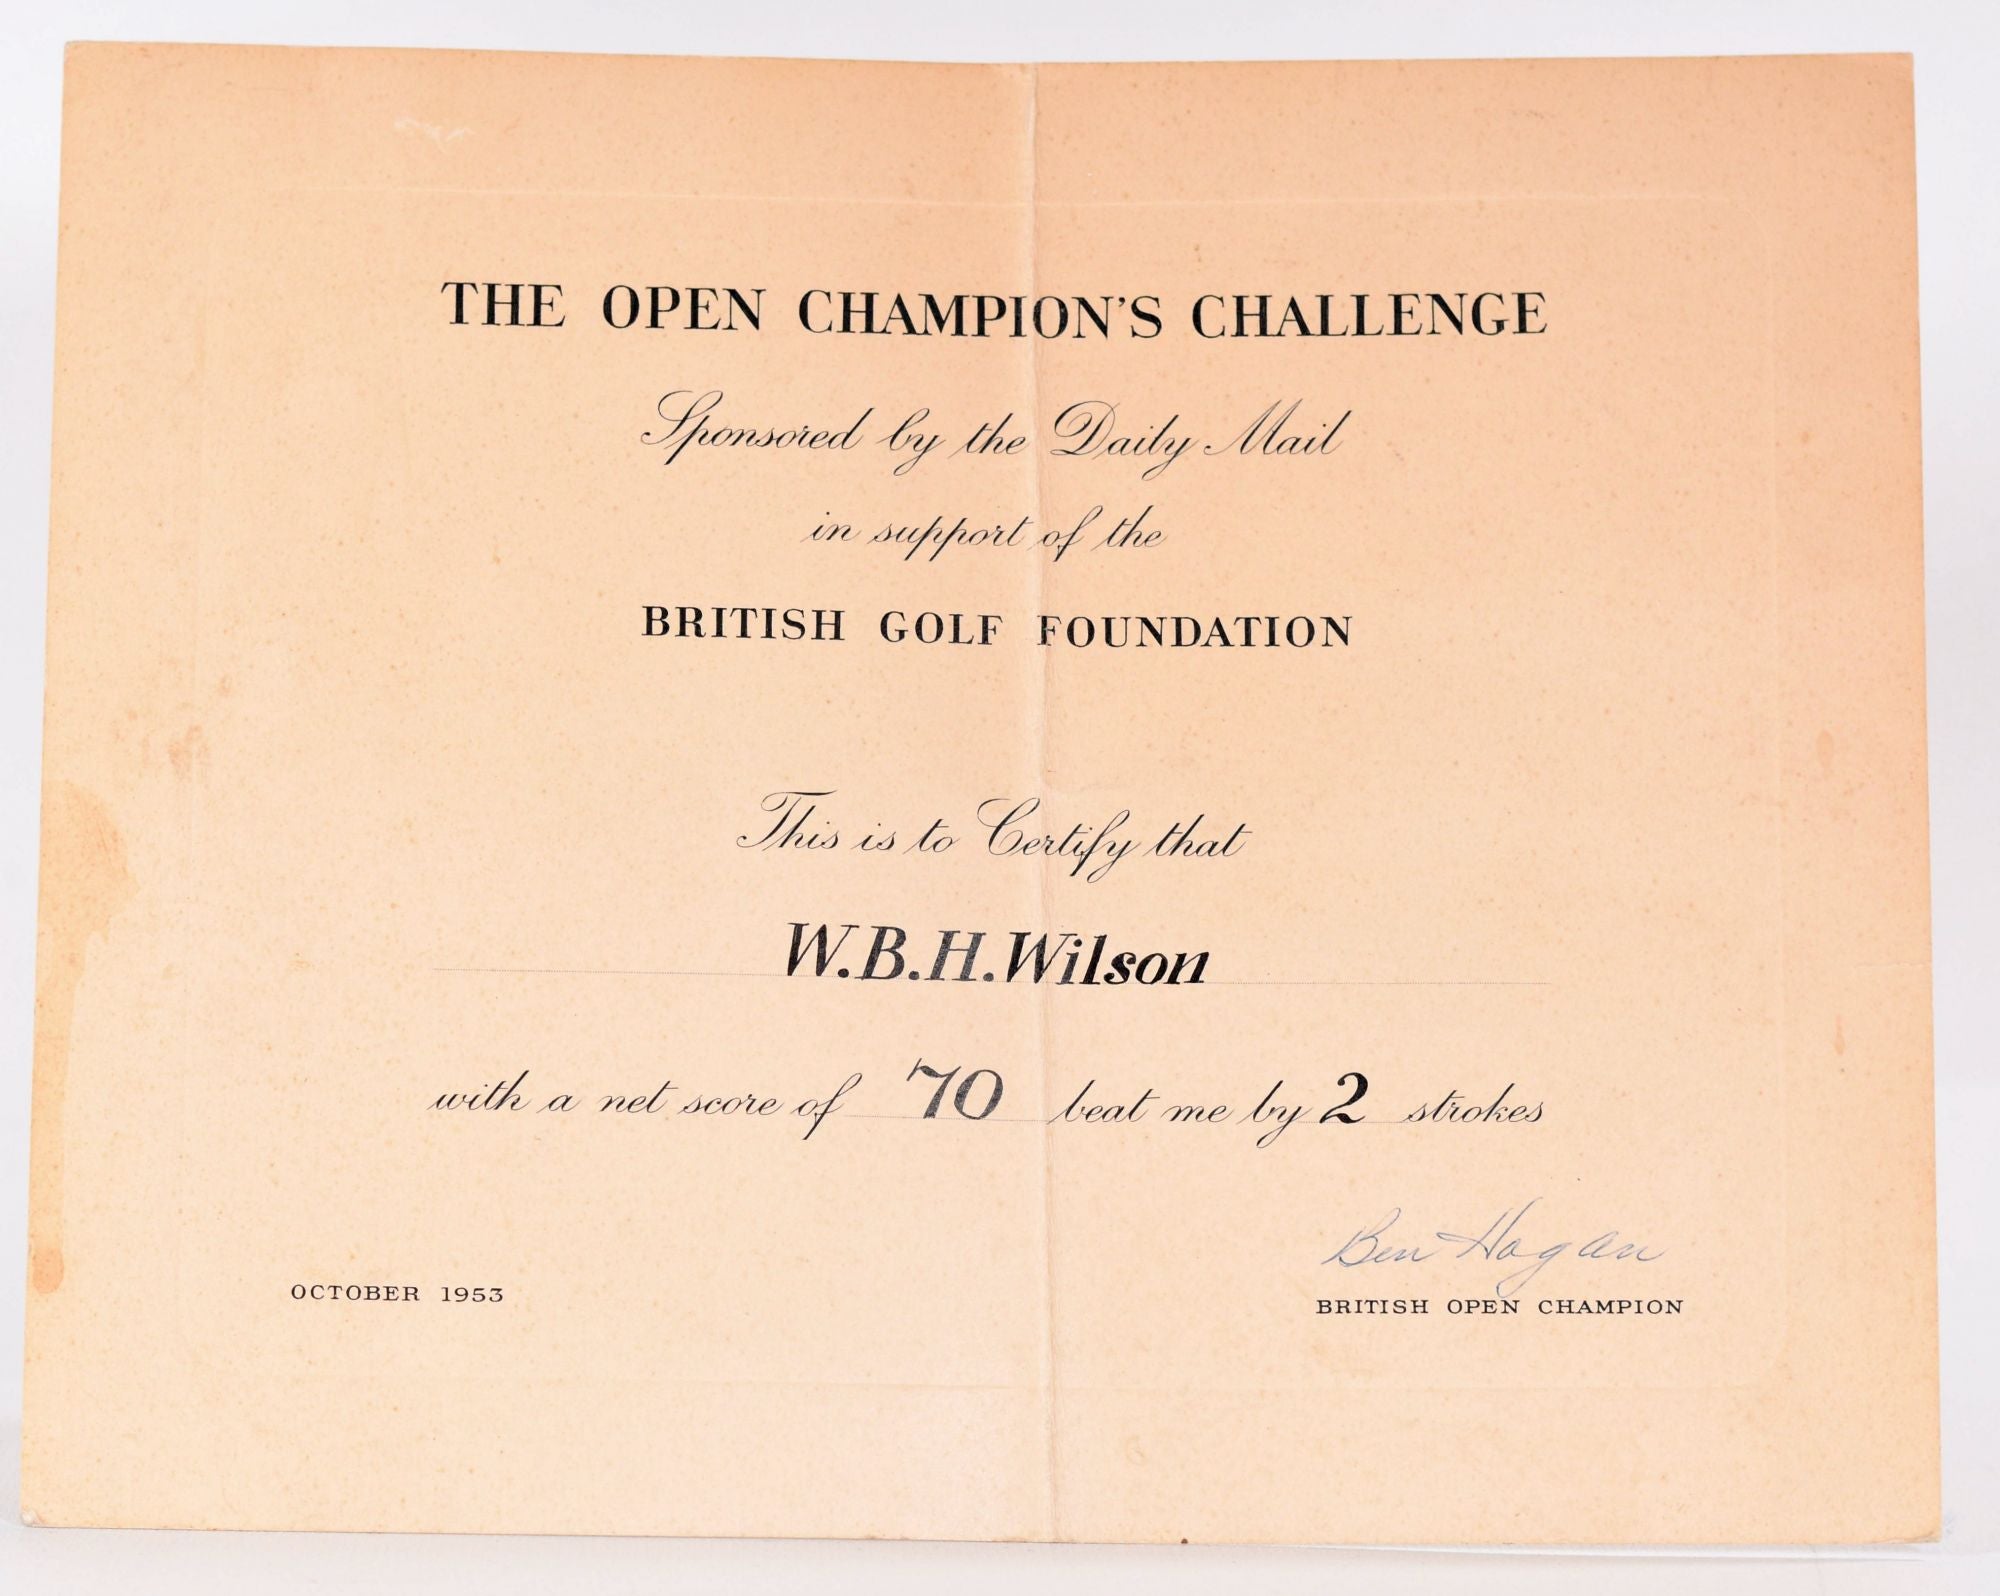 THE OPEN CHAMPION'S CHALLENGE
Sponsored by the Daily Mail
in support of the
BRITISH GOLF FOUNDATION
This is to Certify that
W.B.H.Wilson
with a net score of 70 beat me by 2 strokes
Ben Hogan
OCTOBER 1953
BRITISH OPEN CHAMPION